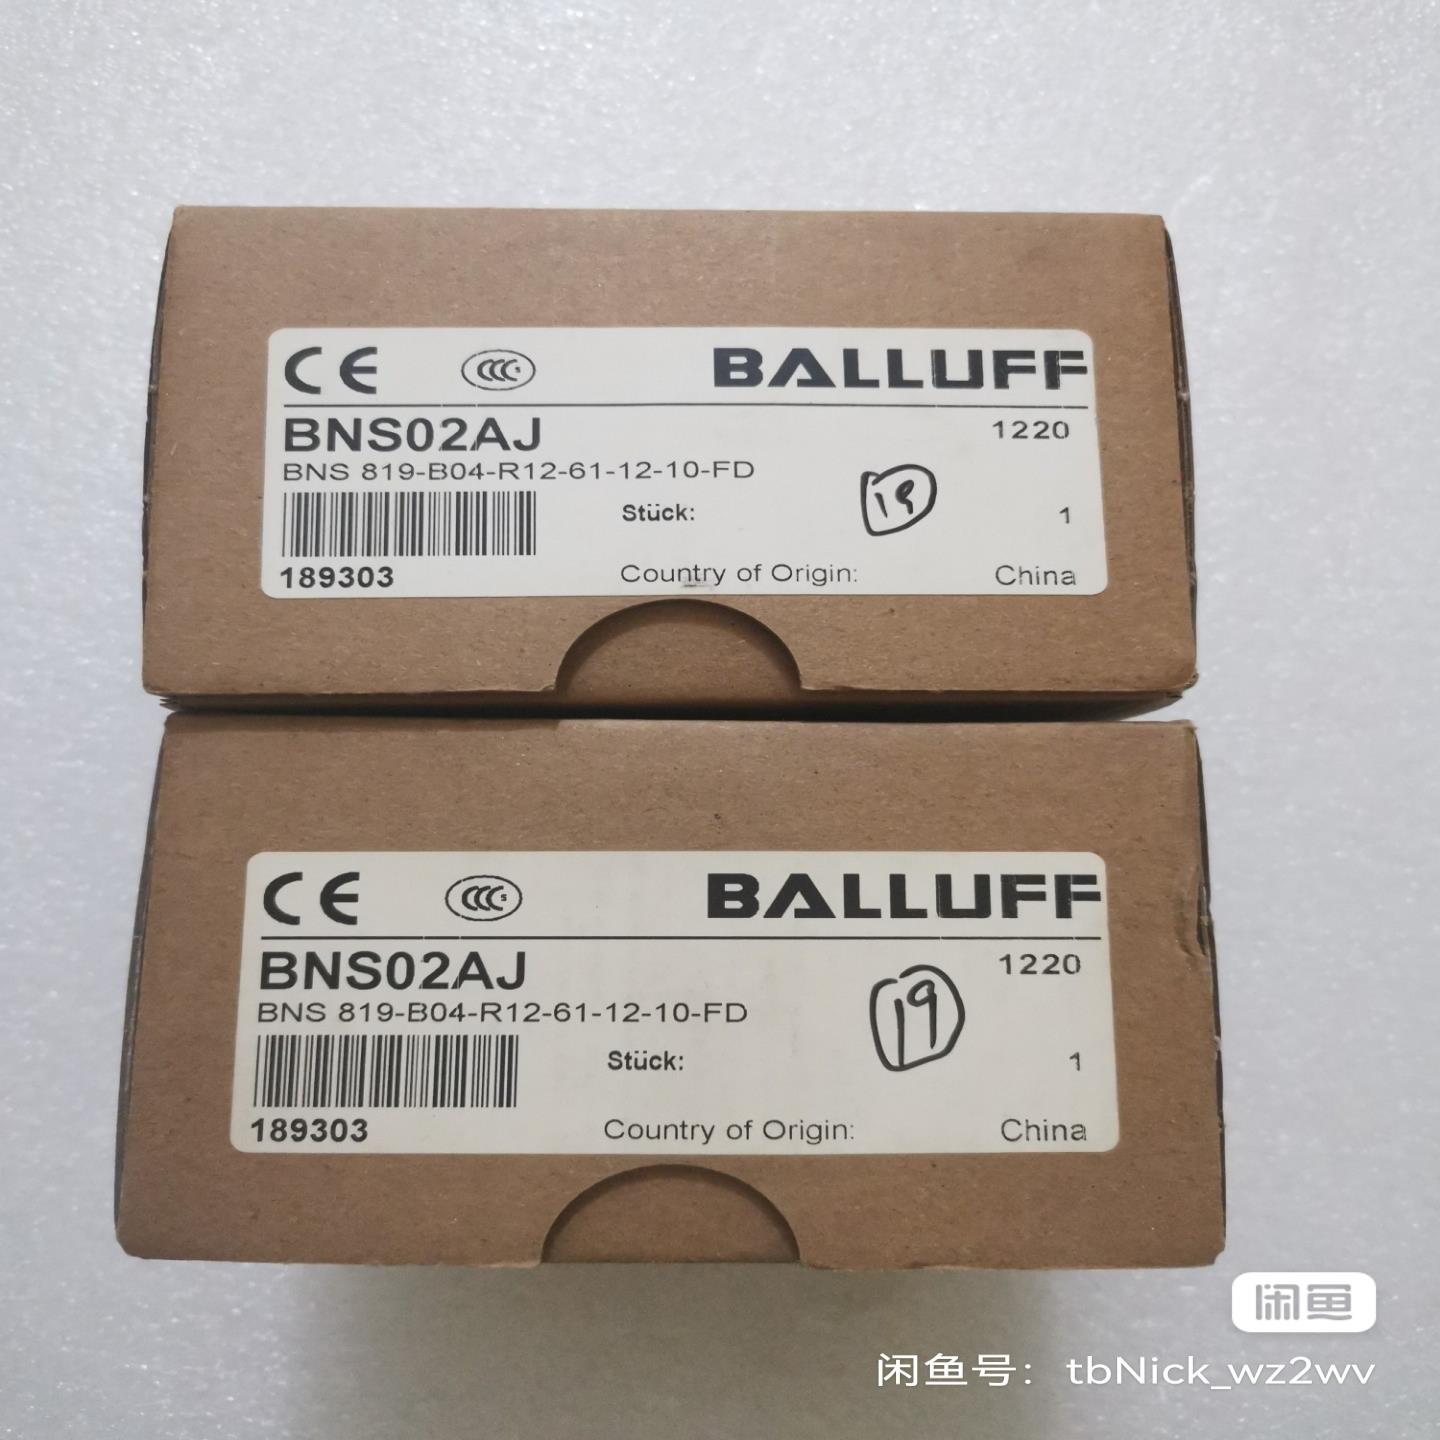 CE CCC BALLUFF
BNS02AJ 1220
BNS 819-B04-R12-61-12-10-FD
19
Stück: 1
189303 Country of Origin: China
CE CCC S BALLUFF
BNS02AJ 1220
BNS 819-B04-R12-61-12-10-FD
19
Stück: 1
189303 Country of Origin: China
闲鱼
闲鱼号：tbNick_wz2wv